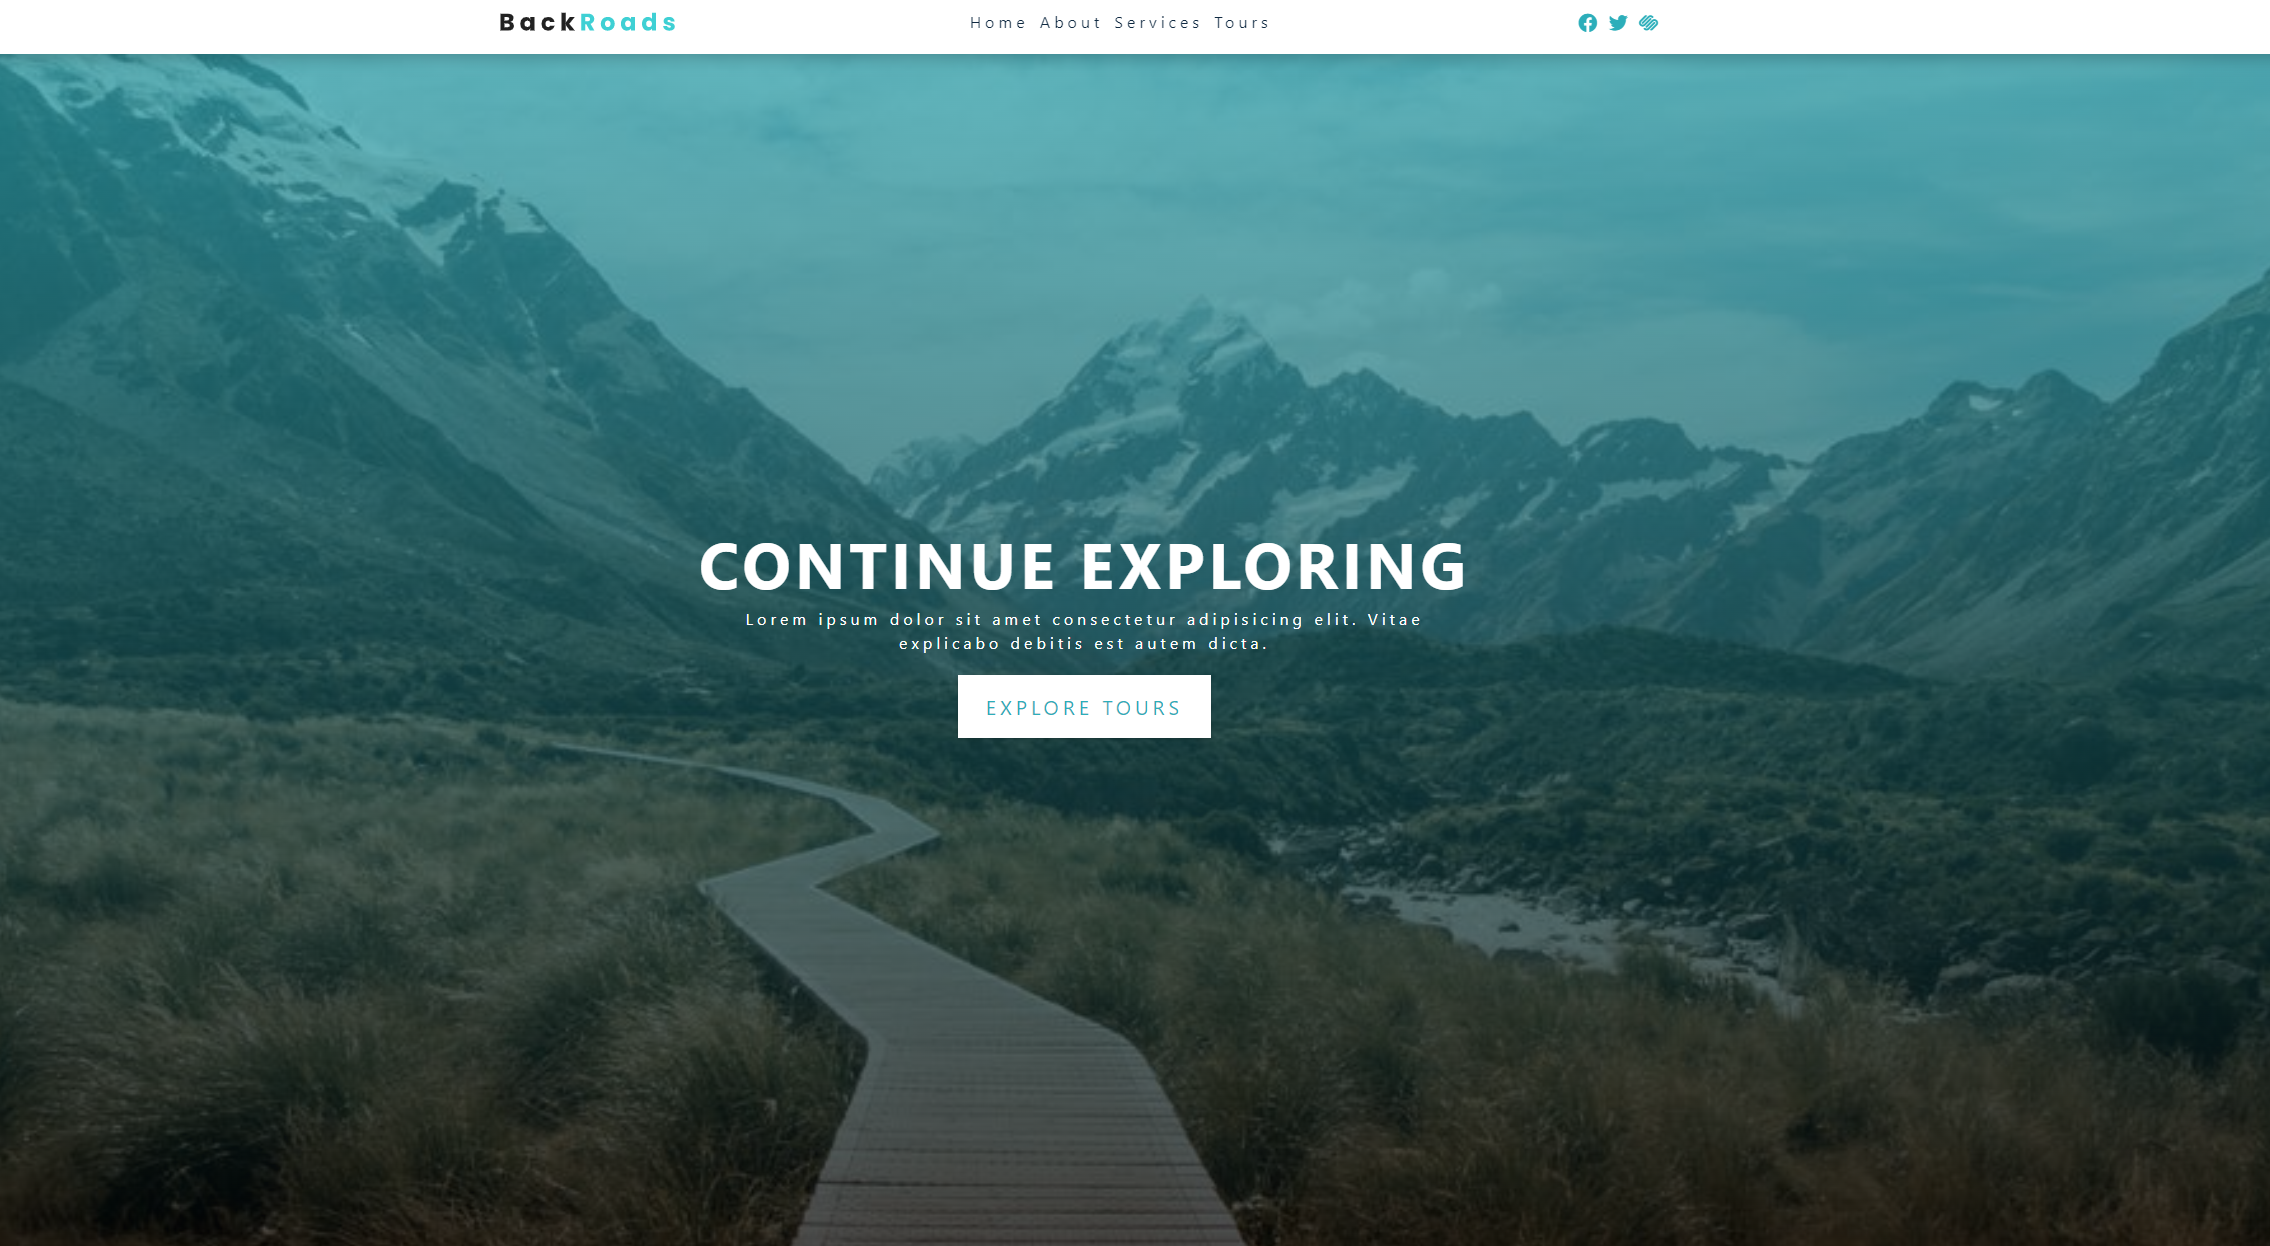 BackRoads
Home About Services Tours
CONTINUE EXPLORING
Lorem ipsum dolor sit amet consectetur adipisicing elit. Vitae
explicabo debitis est autem dicta.
EXPLORE TOURS